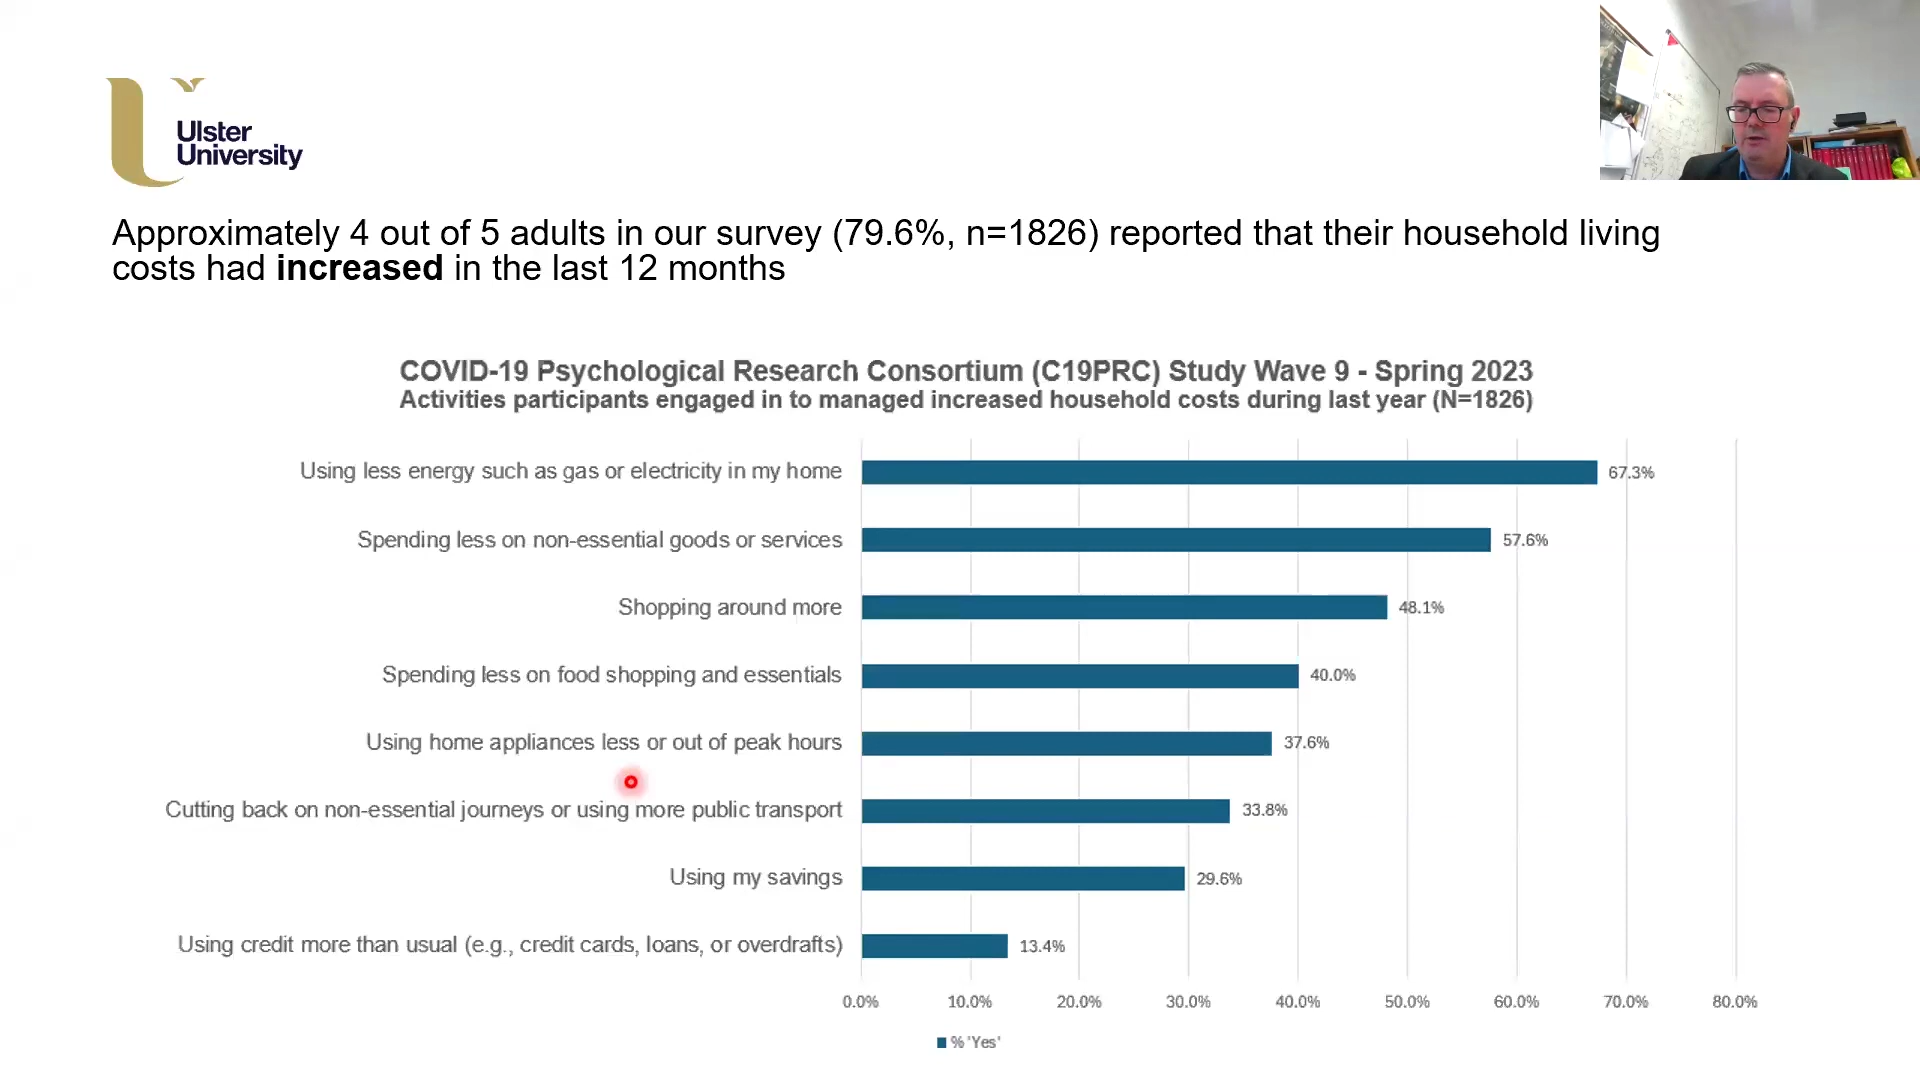 Ulster
University
Approximately 4 out of 5 adults in our survey (79.6%, n=1826) reported that their household living
costs had increased in the last 12 months
COVID-19 Psychological Research Consortium (C19PRC) Study Wave 9 - Spring 2023
Activities participants engaged in to managed increased household costs during last year (N=1826)
Using less energy such as gas or electricity in my home 67.3%
Spending less on non-essential goods or services 57.6%
Shopping around more 48.1%
Spending less on food shopping and essentials 40.0%
Using home appliances less or out of peak hours 37.6%
Cutting back on non-essential journeys or using more public transport 33.8%
Using my savings 29.6%
Using credit more than usual (e.g., credit cards, loans, or overdrafts) 13.4%
0.0% 10.0% 20.0% 30.0% 40.0% 50.0% 60.0% 70.0% 80.0%
% 'Yes'